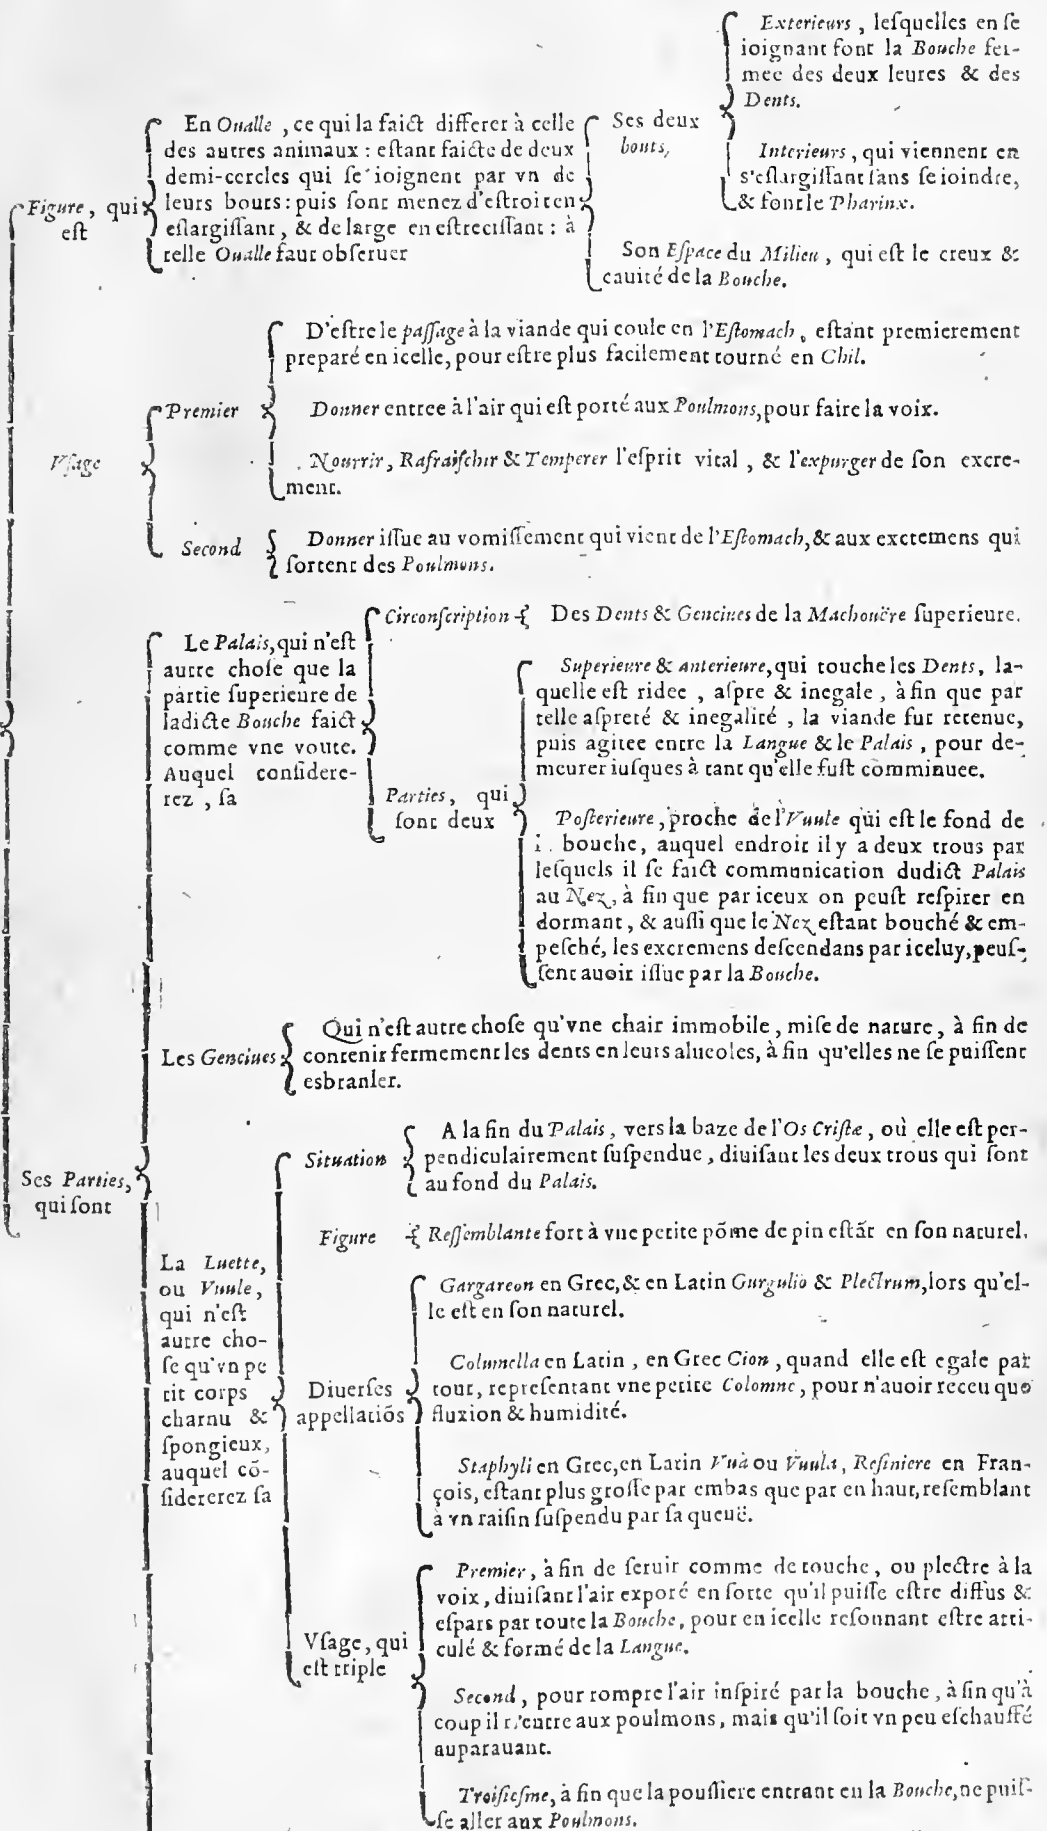 Exterieurs, leſquelles en ſe
ioignant font la Bouche fer-
mee des deux leures & des
Dents.
En Oualle, ce qui la faict differer à celle
des autres animaux : eſtant faicte de deux
demi-cercles qui ſe ioignent par vn de
leurs bouts : puis ſont menez d'eſtroit en
eſlargiſſant, & de large en eſtreciſſant : à
telle Oualle faut obſeruer
Figure, qui
eſt
Ses deux
bouts,
Interieurs, qui viennent en
s'eſlargiſſant ſans ſe ioindre,
& font le Pharinx.
Son Eſpace du Milieu, qui eſt le creux &
cauité de la Bouche.
Vſage
Premier
D'eſtre le paſſage à la viande qui coule en l'Eſtomach, eſtant premierement
preparé en icelle, pour eſtre plus facilement tourné en Chil.
Donner entree à l'air qui eſt porté aux Poulmons, pour faire la voix.
Nourrir, Rafraiſchir & Temperer l'eſprit vital, & l'expurger de ſon excre-
ment.
Second
Donner iſſue au vomiſſement qui vient de l'Eſtomach, & aux excremens qui
ſortent des Poulmons.
Ses Parties,
qui ſont
Le Palais, qui n'eſt
autre choſe que la
partie ſuperieure de
ladicte Bouche faict
comme vne voute.
Auquel conſidere-
rez, ſa
Circonſcription
Des Dents & Genciues de la Machouëre ſuperieure.
Parties, qui
ſont deux
Superieure & anterieure, qui touche les Dents, la-
quelle eſt ridee, aſpre & inegale, à fin que par
telle aſpreté & inegalité, la viande fut retenue,
puis agitee entre la Langue & le Palais, pour de-
meurer iuſques à tant qu'elle fuſt comminuee.
Poſterieure, proche de l'Vuule qui eſt le fond de
bouche, auquel endroit il y a deux trous par
leſquels il ſe faict communication dudict Palais
au Nez, à fin que par iceux on peuſt reſpirer en
dormant, & auſſi que le Nez eſtant bouché & em-
peſché, les excremens deſcendans par iceluy, peuſ-
ſent auoir iſſue par la Bouche.
Les Genciues
Qui n'eſt autre choſe qu'vne chair immobile, miſe de nature, à fin de
contenir fermement les dents en leurs alueoles, à fin qu'elles ne ſe puiſſent
esbranler.
La Luette,
ou Vuule,
qui n'eſt
autre cho-
ſe qu'vn pe
tit corps
charnu &
ſpongieux,
auquel cõ-
ſidererez ſa
Situation
A la fin du Palais, vers la baze de l'Os Criſtæ, où elle eſt per-
pendiculairement ſuſpendue, diuiſant les deux trous qui ſont
au fond du Palais.
Figure
Reſſemblante fort à vne petite põme de pin eſtãt en ſon naturel.
Diuerſes
appellatiõs
Gargareon en Grec, & en Latin Gurgulio & Plectrum, lors qu'el-
le eſt en ſon naturel.
Columella en Latin, en Grec Cion, quand elle eſt egale par
tout, repreſentant vne petite Colomne, pour n'auoir receu que
fluxion & humidité.
Staphyli en Grec, en Latin Vuà ou Vuula, Reſiniere en Fran-
çois, eſtant plus groſſe par embas que par en haut, reſemblant
à vn raiſin ſuſpendu par ſa queuë.
Vſage, qui
eſt triple
Premier, à fin de ſeruir comme de touche, ou plectre à la
voix, diuiſant l'air exporé en ſorte qu'il puiſſe eſtre diffus &
eſpars par toute la Bouche, pour en icelle reſonnant eſtre arti-
culé & formé de la Langue.
Second, pour rompre l'air inſpiré par la bouche, à fin qu'à
coup il n'entre aux poulmons, mais qu'il ſoit vn peu eſchauffé
auparauant.
Troiſieſme, à fin que la pouſſiere entrant en la Bouche, ne puiſ-
ſe aller aux Poulmons.